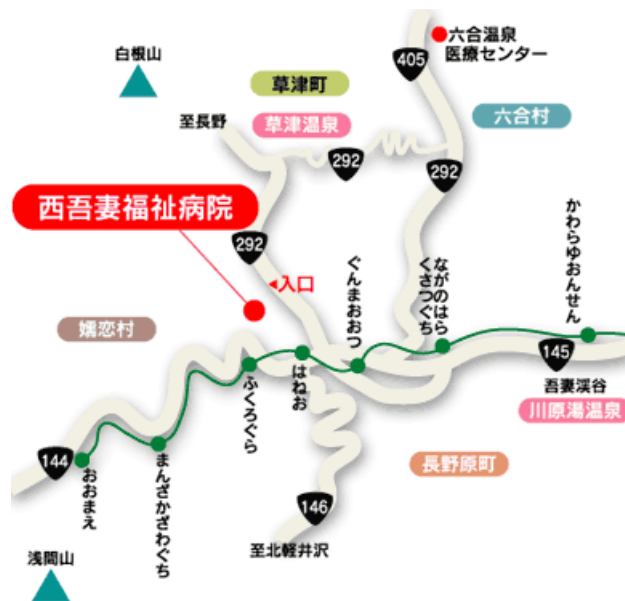 六合温泉
医療センター
白根山
405
草津町
六合村
至長野
草津温泉
292
292
西吾妻福祉病院
292
入口
かわらゆおんせん
ながのはら
くさつぐち
ぐんまおおつ
嬬恋村
はねお
ふくろぐら
145
吾妻渓谷
川原湯温泉
144
おおまえ
まんざかざわぐち
長野原町
146
至北軽井沢
浅間山